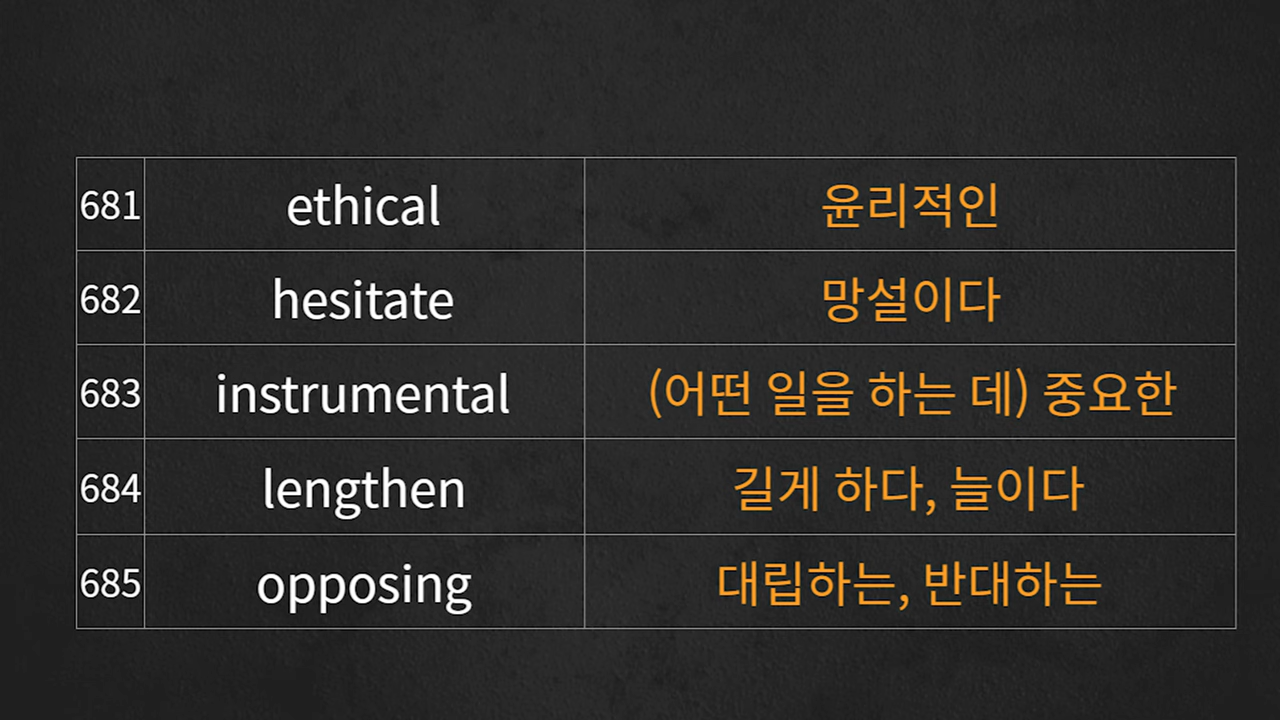 681 ethical 윤리적인
682 hesitate 망설이다
683 instrumental (어떤 일을 하는 데) 중요한
684 lengthen 길게 하다, 늘이다
685 opposing 대립하는, 반대하는